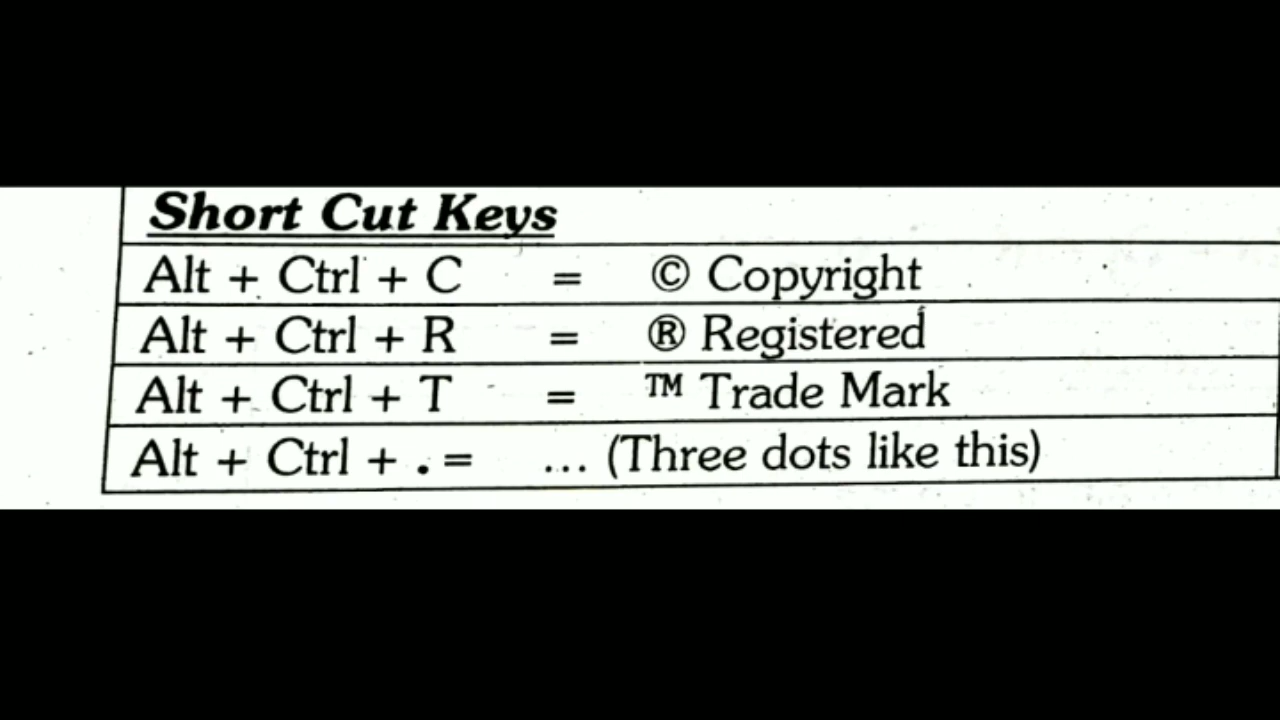 Short Cut Keys
Alt + Ctrl + C = © Copyright
Alt + Ctrl + R = ® Registered
Alt + Ctrl + T = ™ Trade Mark
Alt + Ctrl + . = ... (Three dots like this)